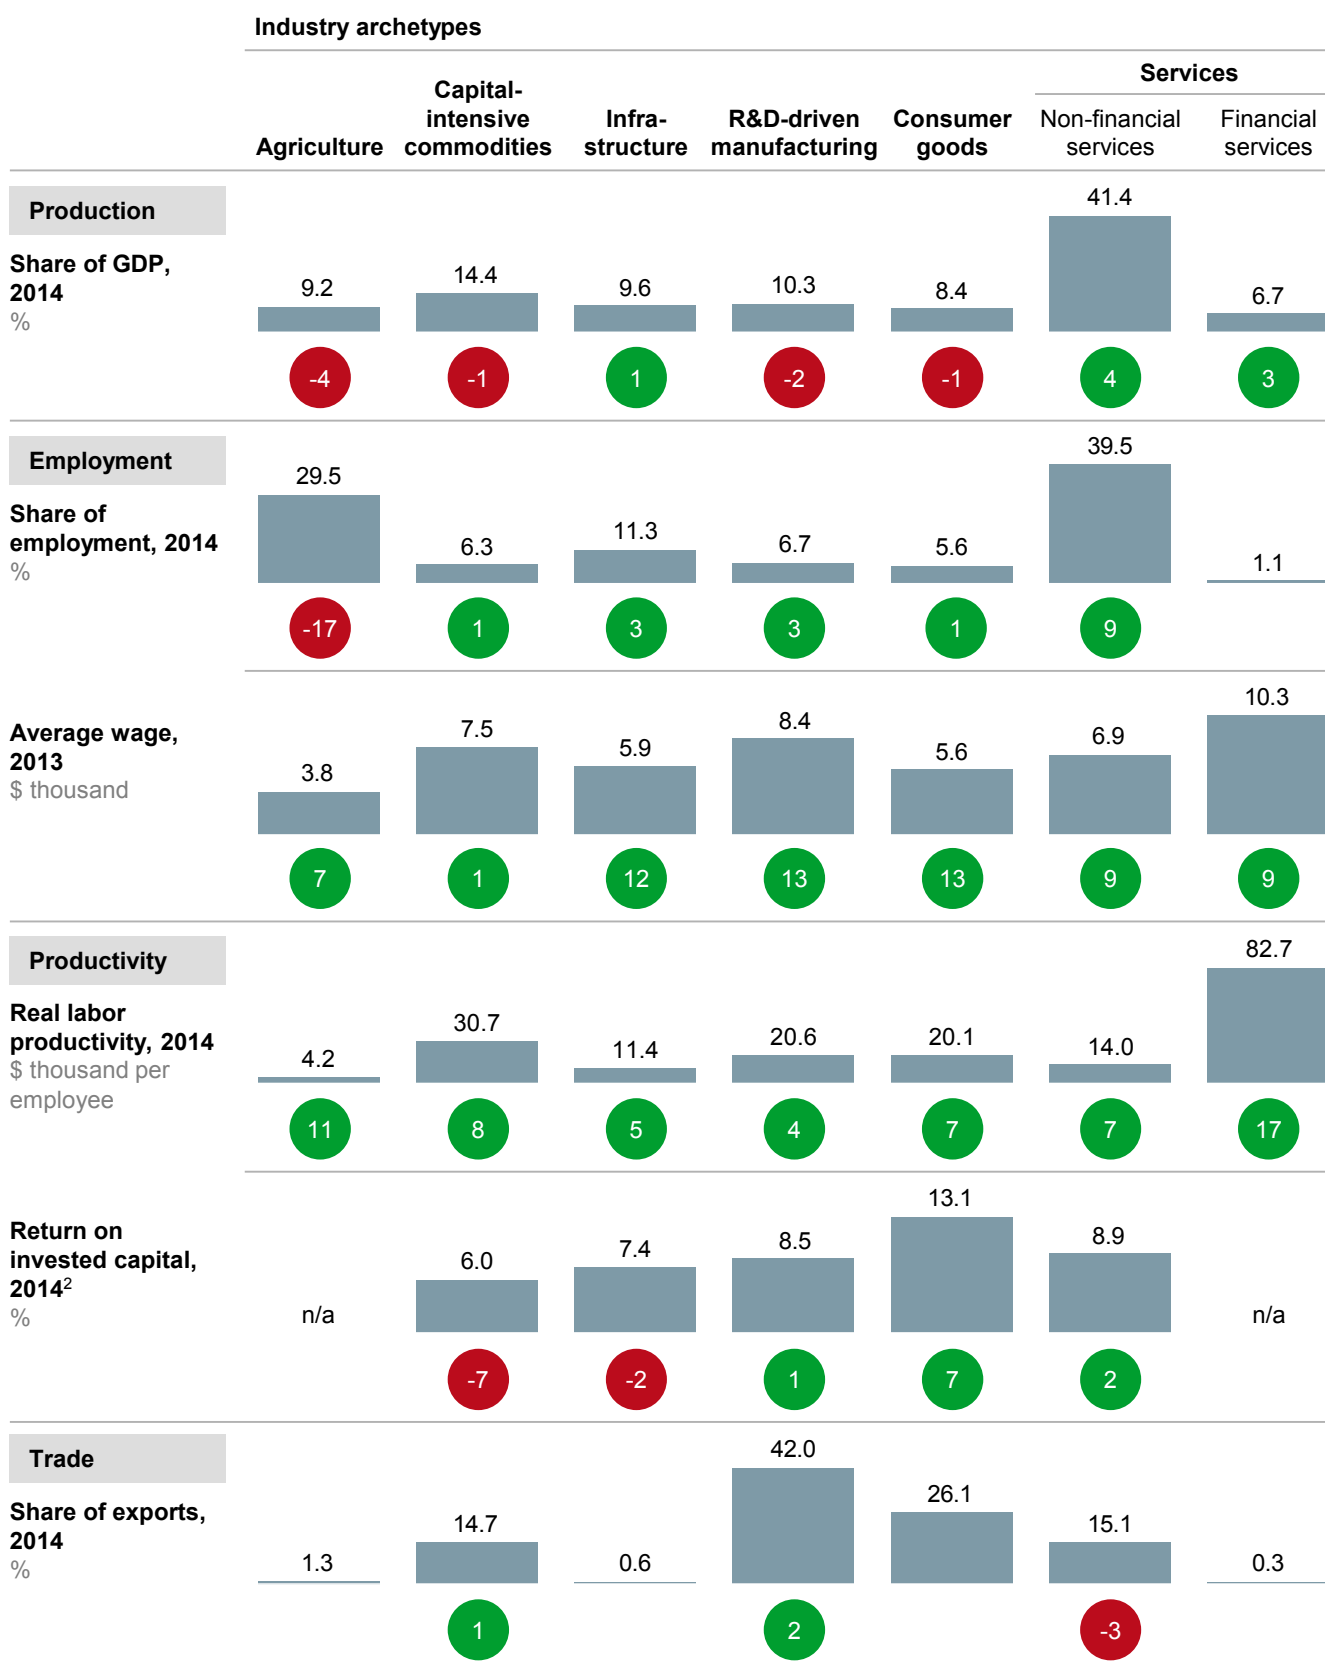 Industry archetypes
Services
Agriculture
Capital-
intensive
commodities
Infra-
structure
R&D-driven
manufacturing
Consumer
goods
Non-financial
services
Financial
services
Production
Share of GDP,
2014
%
9.2
14.4
9.6
10.3
8.4
41.4
6.7
-4
-1
1
-2
-1
4
3
Employment
Share of
employment, 2014
%
29.5
6.3
11.3
6.7
5.6
39.5
1.1
-17
1
3
3
1
9
Average wage,
2013
$ thousand
3.8
7.5
5.9
8.4
5.6
6.9
10.3
7
1
12
13
13
9
9
Productivity
Real labor
productivity, 2014
$ thousand per
employee
4.2
30.7
11.4
20.6
20.1
14.0
82.7
11
8
5
4
7
7
17
Return on
invested capital,
2014²
%
n/a
6.0
7.4
8.5
13.1
8.9
n/a
-7
-2
1
7
2
Trade
Share of exports,
2014
%
1.3
14.7
0.6
42.0
26.1
15.1
0.3
1
2
-3